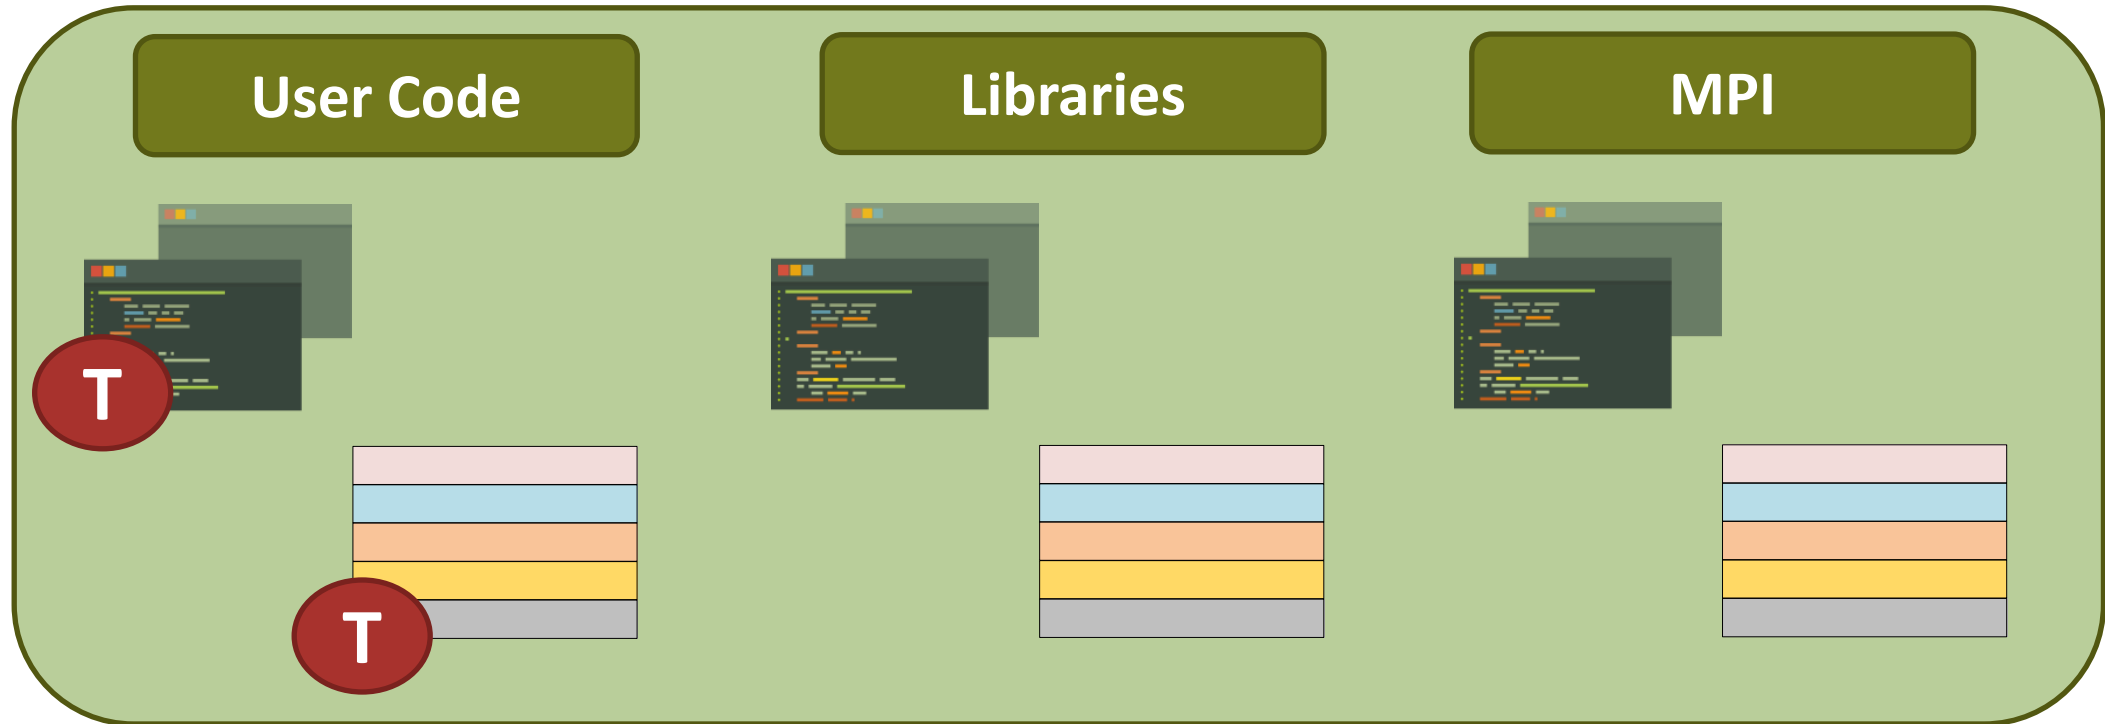 User Code
Libraries
MPI
T
T